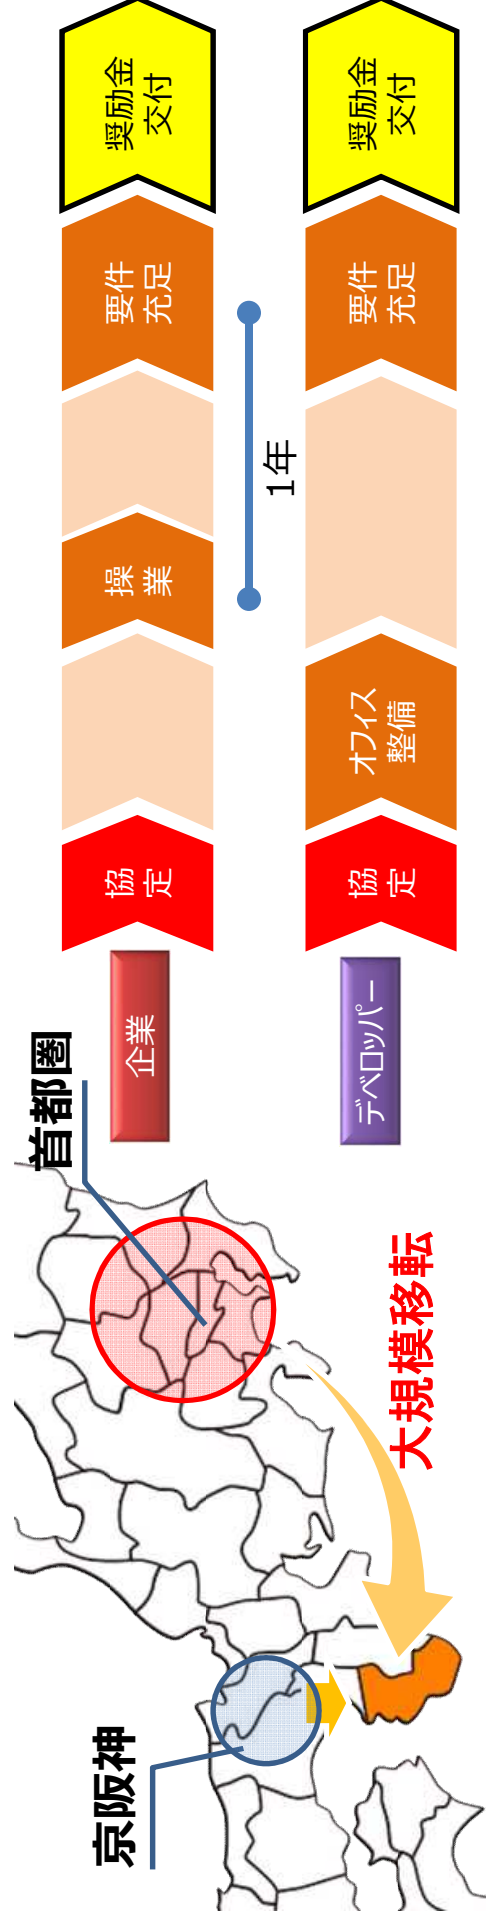 京阪神
首都圏
大規模移転
企業
協
定
操
業
要件
充足
奨励金
交付
1年
デベロッパー
協
定
オフィス
整備
要件
充足
奨励金
交付